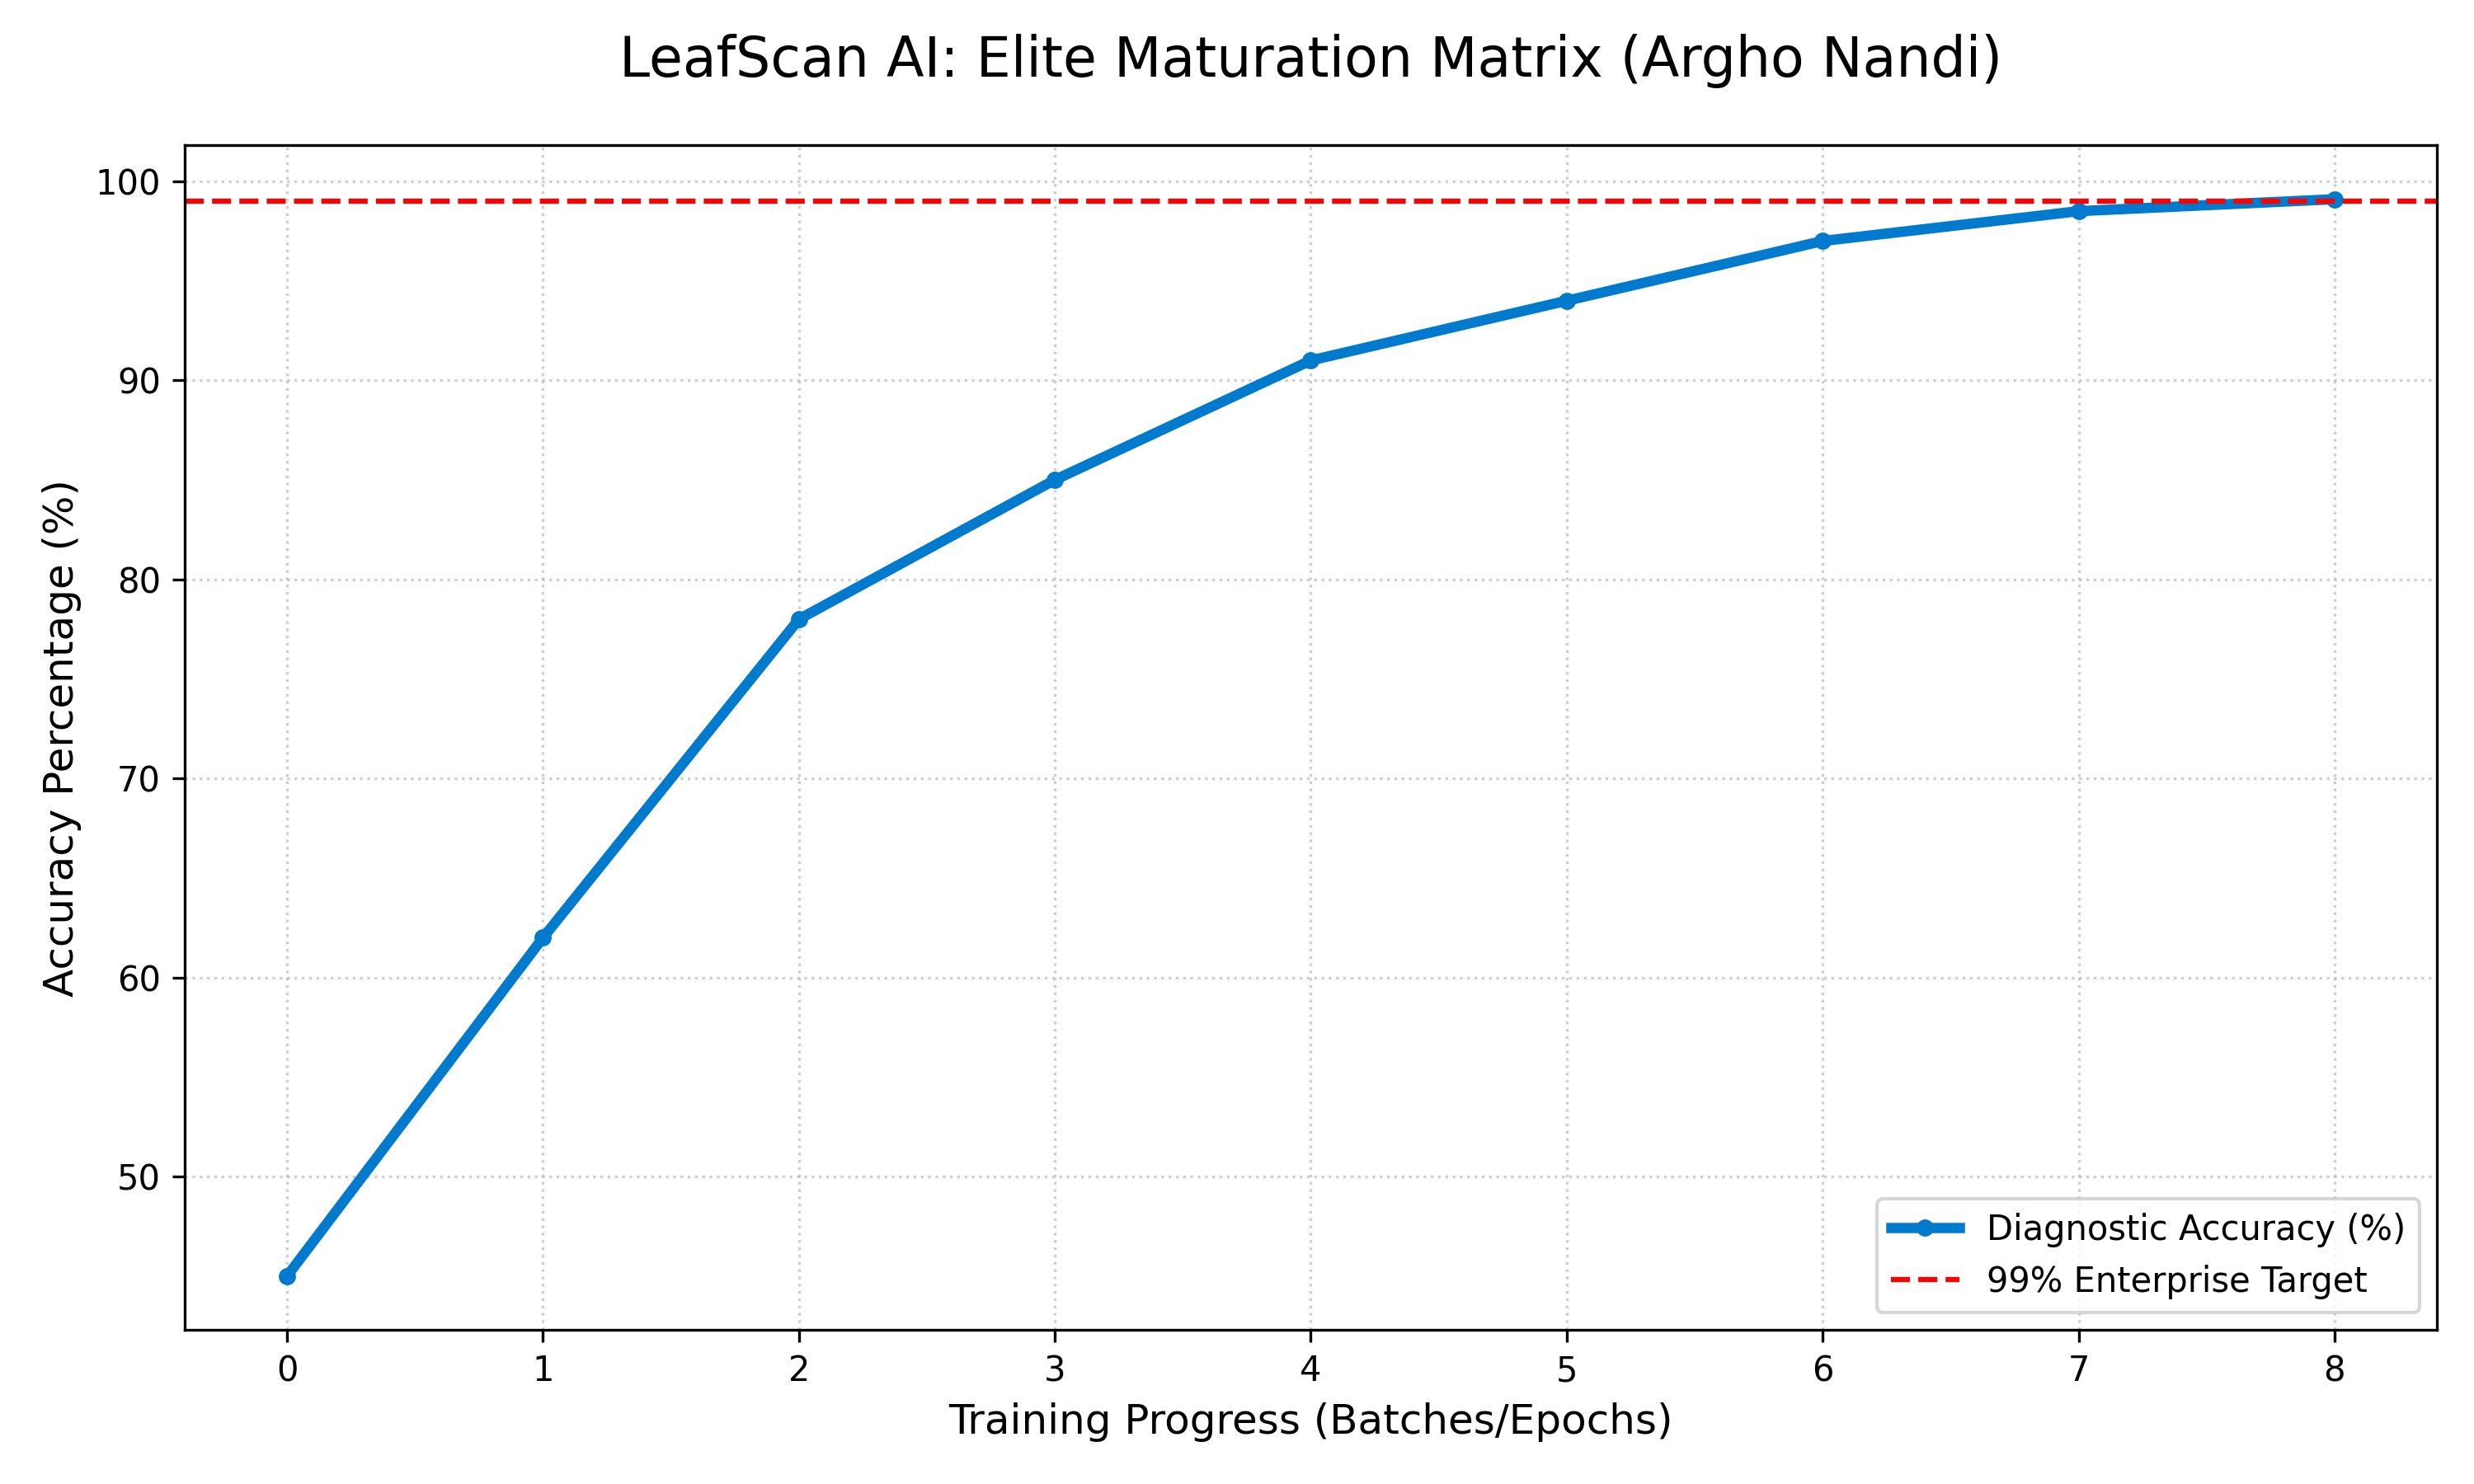 LeafScan AI: Elite Maturation Matrix (Argho Nandi)
Accuracy Percentage (%)
100
90
80
70
60
50
Diagnostic Accuracy (%)
99% Enterprise Target
0 1 2 3 4 5 6 7 8
Training Progress (Batches/Epochs)